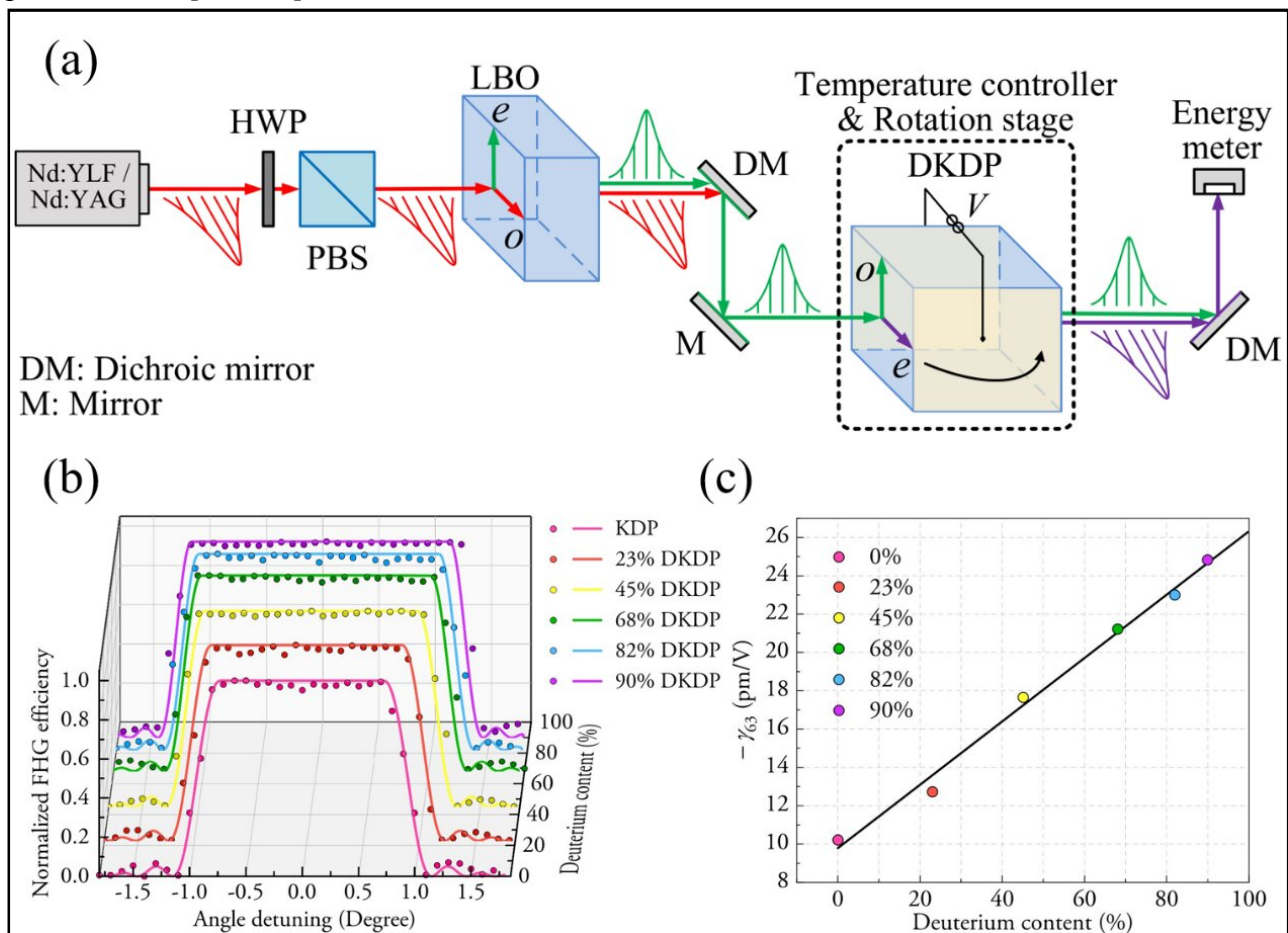 (a)
Nd:YLF /
Nd:YAG
HWP
PBS
LBO
e
o
DM
M
Temperature controller
& Rotation stage
DKDP
V
o
e
Energy
meter
DM
DM: Dichroic mirror
M: Mirror
(b)
KDP
23% DKDP
45% DKDP
68% DKDP
82% DKDP
90% DKDP
Normalized FHG efficiency
1.0
0.8
0.6
0.4
0.2
0.0
-1.5
-1.0
-0.5
0.0
0.5
1.0
1.5
Angle detuning (Degree)
100
80
60
40
20
0
Deuterium content (%)
(c)
− γ63 (pm/V)
26
24
22
20
18
16
14
12
10
8
0%
23%
45%
68%
82%
90%
0
20
40
60
80
100
Deuterium content (%)